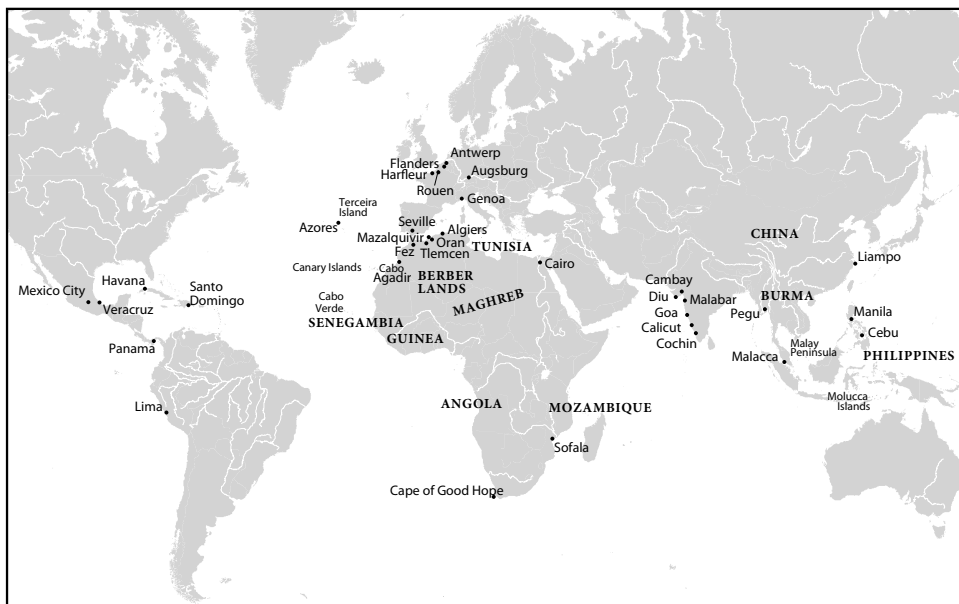 Antwerp
Flanders
Harfleur
Augsburg
Rouen
Genoa
Terceira
Island
Azores
Seville
Algiers
Mazalquivir
Oran
Fez
Tlemcen
TUNISIA
CHINA
Liampo
Cairo
Canary Islands
Cabo
Agadir
BERBER
LANDS
MAGHREB
Havana
Santo
Domingo
Mexico City
Veracruz
Cabo
Verde
SENEGAMBIA
GUINEA
Cambay
Diu
Malabar
Goa
Calicut
Cochin
BURMA
Pegu
Manila
Cebu
Malay
Peninsula
PHILIPPINES
Malacca
Panama
Lima
ANGOLA
MOZAMBIQUE
Molucca
Islands
Sofala
Cape of Good Hope